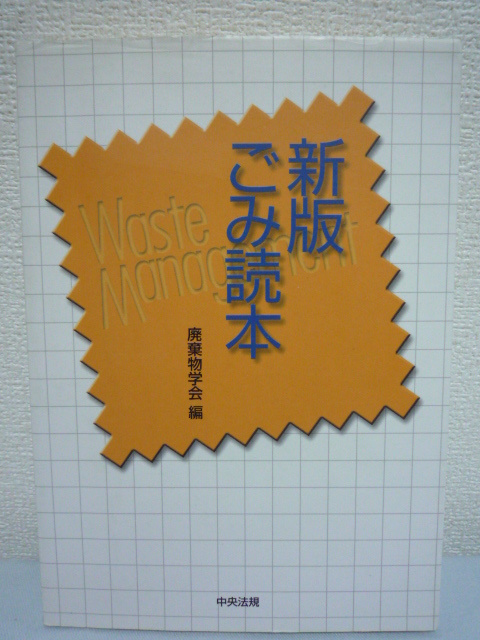 新版
ごみ読本
Waste
Management
廃棄物学会 編
中央法規